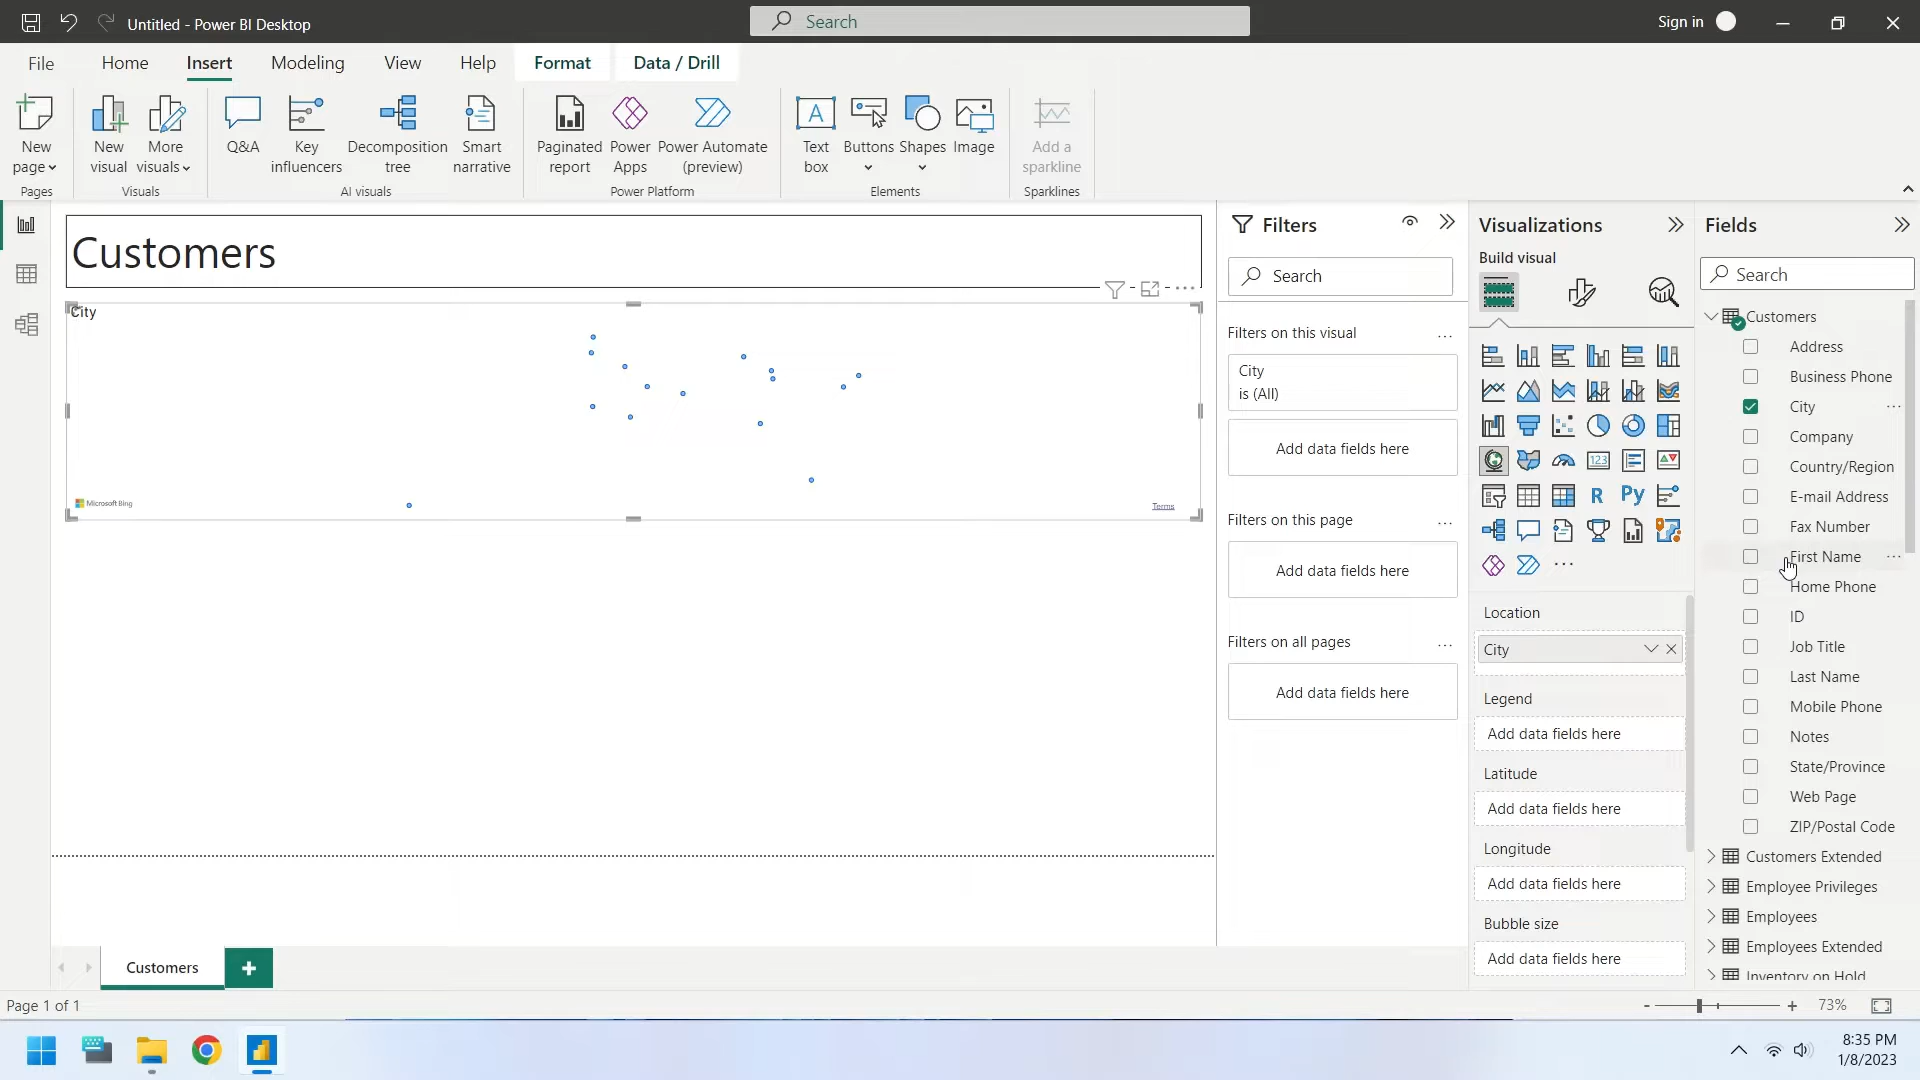 Untitled - Power BI Desktop
Search
Sign in
File
Home
Insert
Modeling
View
Help
Format
Data / Drill
New page
Pages
New visual
More visuals
Visuals
Q&A
Key influencers
Decomposition tree
Smart narrative
AI visuals
Paginated report
Power Apps
Power Automate (preview)
Power Platform
A
Text box
Buttons
Shapes
Image
Elements
Add a sparkline
Sparklines
Customers
City
Microsoft Bing
Terms
Filters
Search
Filters on this visual
City
is (All)
Add data fields here
Filters on this page
Add data fields here
Filters on all pages
Add data fields here
Visualizations
Build visual
123
R
Py
Location
City
Legend
Add data fields here
Latitude
Add data fields here
Longitude
Add data fields here
Bubble size
Add data fields here
Fields
Search
Customers
Address
Business Phone
City
Company
Country/Region
E-mail Address
Fax Number
First Name
Home Phone
ID
Job Title
Last Name
Mobile Phone
Notes
State/Province
Web Page
ZIP/Postal Code
Customers Extended
Employee Privileges
Employees
Employees Extended
Inventory on Hold
Customers
Page 1 of 1
73%
8:35 PM
1/8/2023